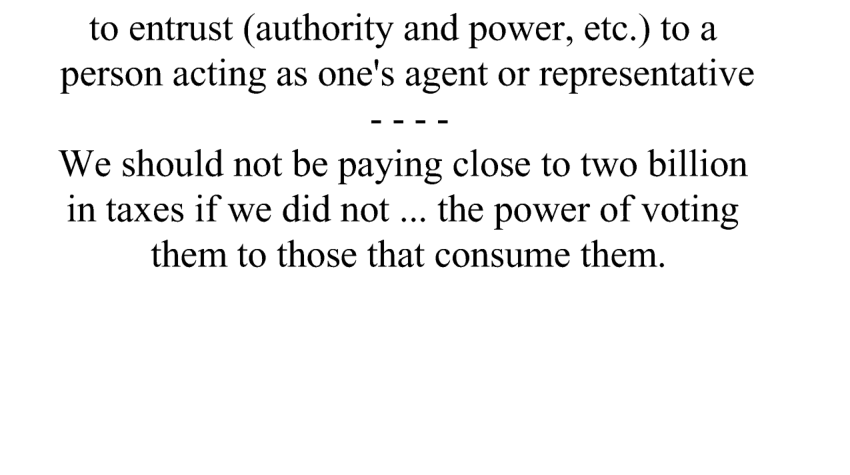 to entrust (authority and power, etc.) to a
person acting as one's agent or representative
- - - -
We should not be paying close to two billion
in taxes if we did not ... the power of voting
them to those that consume them.